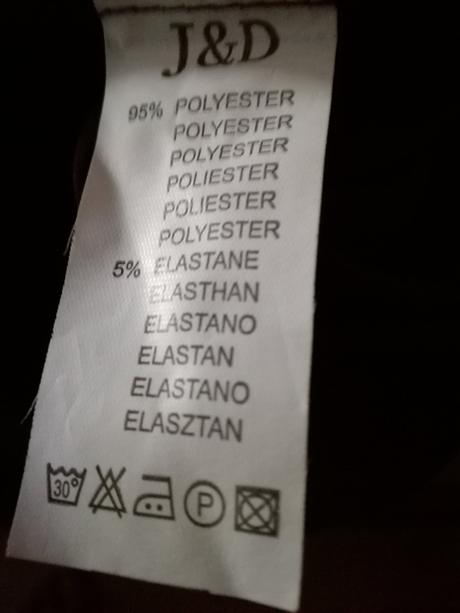 J&D
95% POLYESTER
POLYESTER
POLYESTER
POLIESTER
POLIESTER
POLYESTER
5% ELASTANE
ELASTHAN
ELASTANO
ELASTAN
ELASTANO
ELASZTAN
30° P